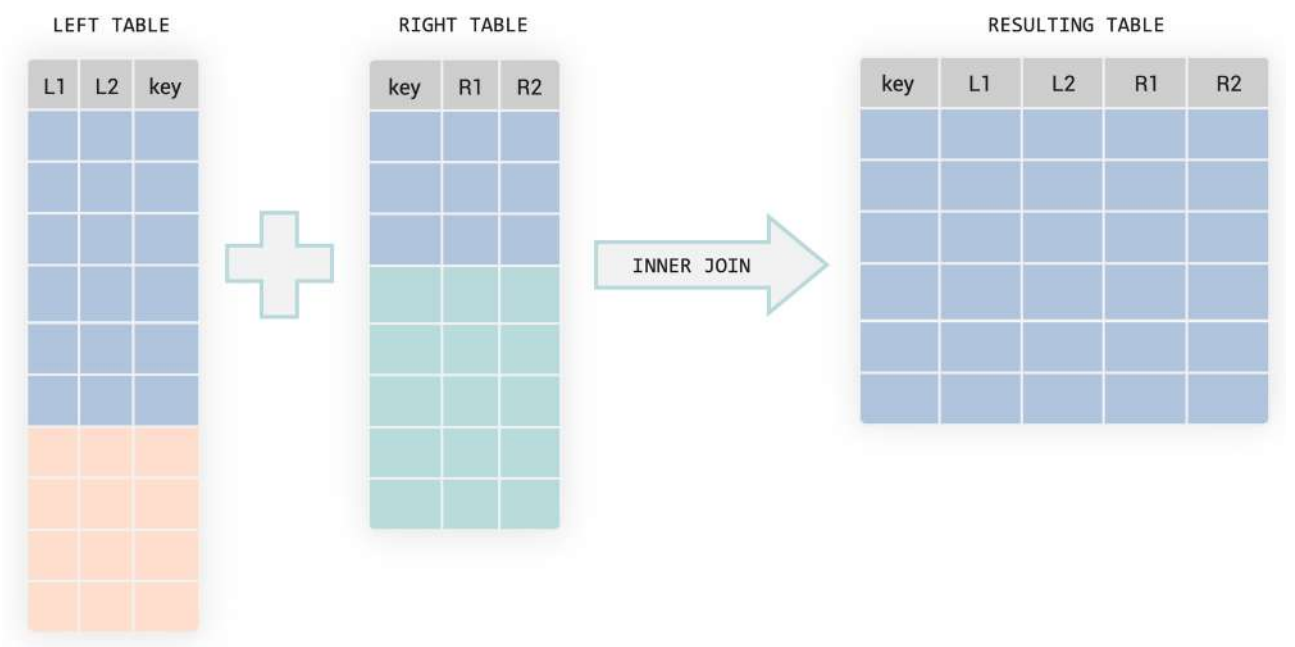 LEFT TABLE
RIGHT TABLE
RESULTING TABLE
L1 L2 key
key R1 R2
key L1 L2 R1 R2
INNER JOIN